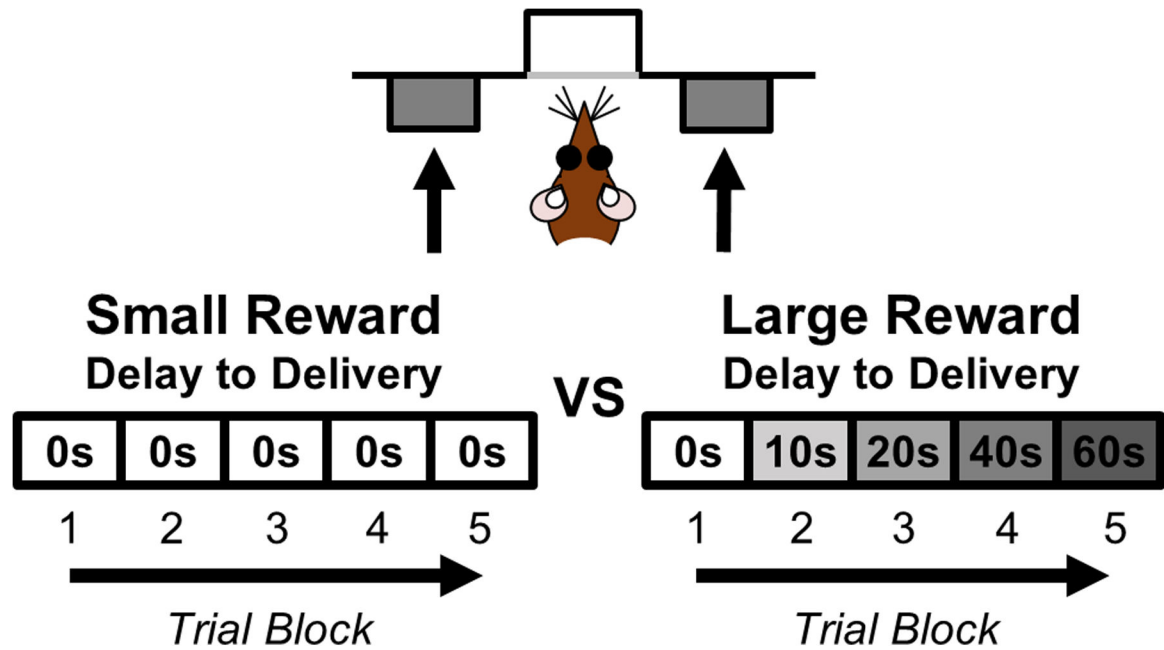 Small Reward
Delay to Delivery
0s 0s 0s 0s 0s
1 2 3 4 5
Trial Block
VS
Large Reward
Delay to Delivery
0s 10s 20s 40s 60s
1 2 3 4 5
Trial Block